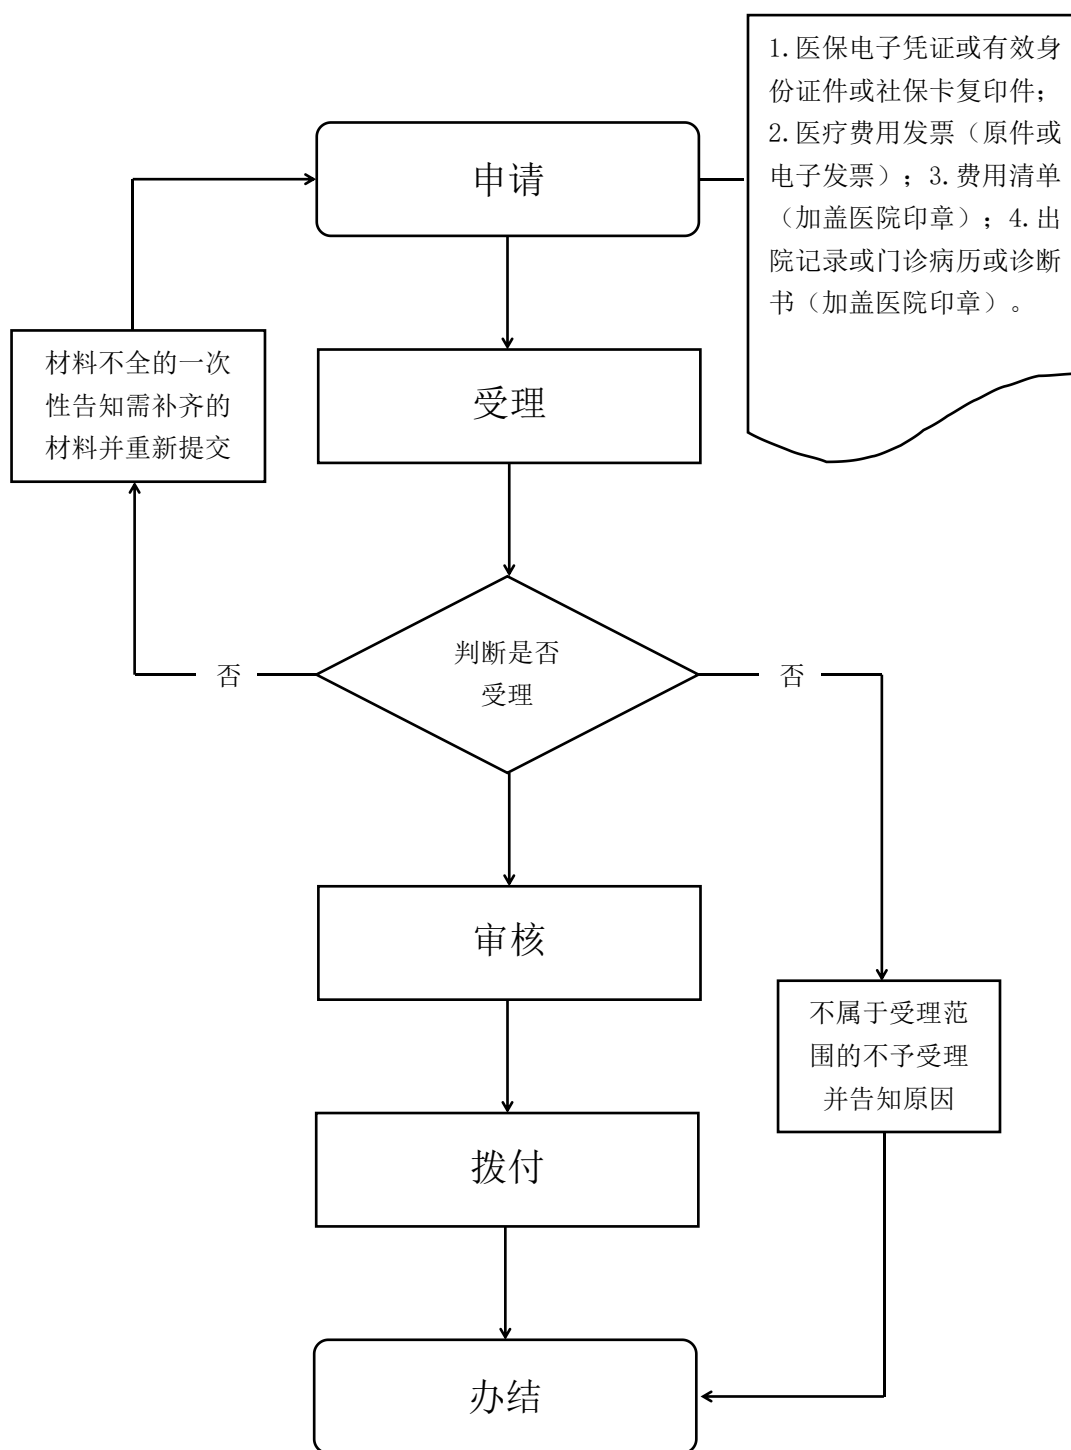 1.医保电子凭证或有效身
份证件或社保卡复印件；
2.医疗费用发票（原件或
电子发票）；3.费用清单
（加盖医院印章）；4.出
院记录或门诊病历或诊断
书（加盖医院印章）。
申请
材料不全的一次
性告知需补齐的
材料并重新提交
受理
判断是否
受理
否
否
审核
不属于受理范
围的不予受理
并告知原因
拨付
办结